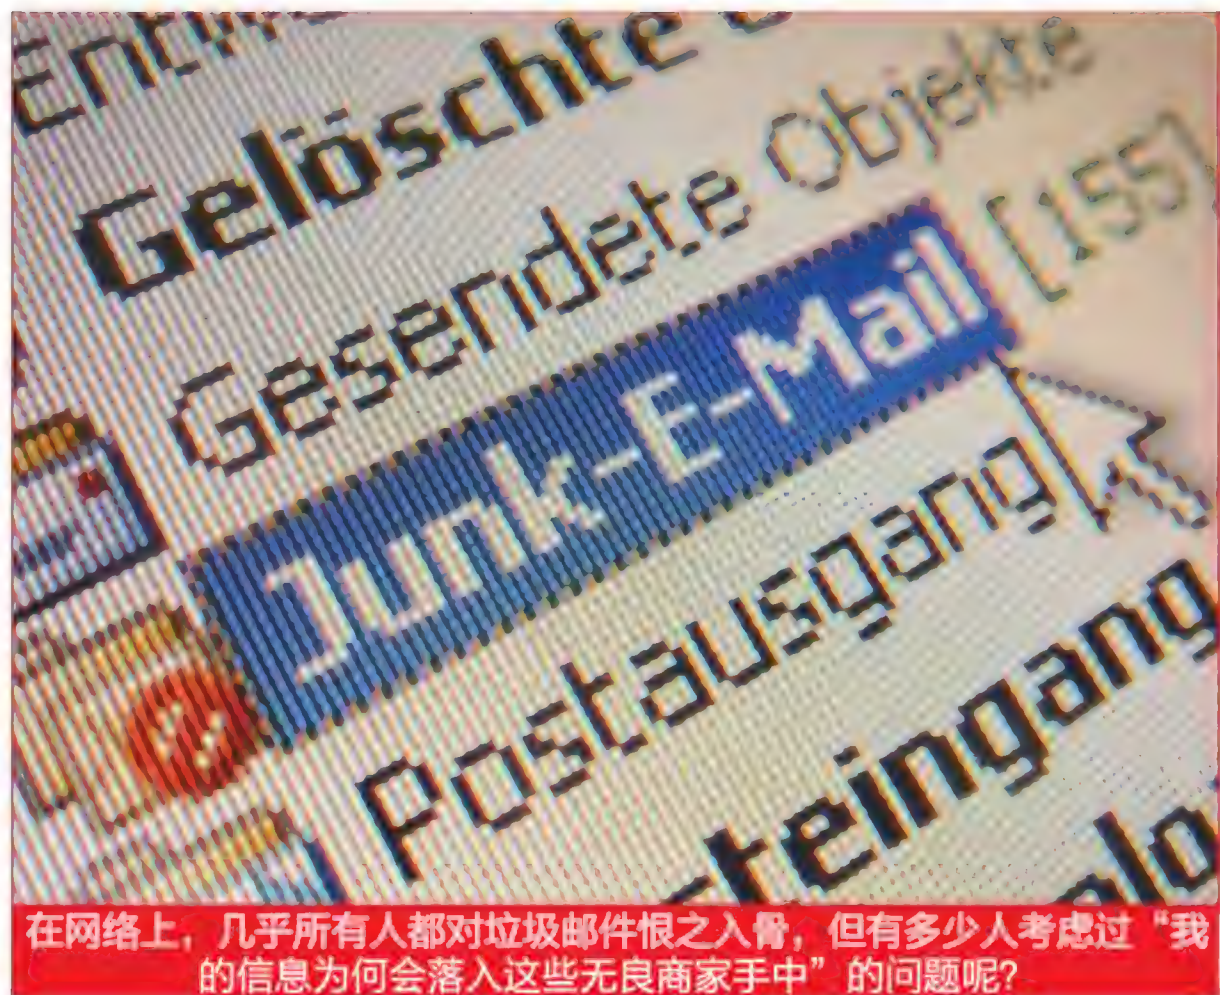 Gelöschte
Gesendete Objekte
Junk-E-Mail [155]
Postausgang
在网络上，几乎所有人都对垃圾邮件恨之入骨，但有多少人考虑过“我
的信息为何会落入这些无良商家手中”的问题呢?